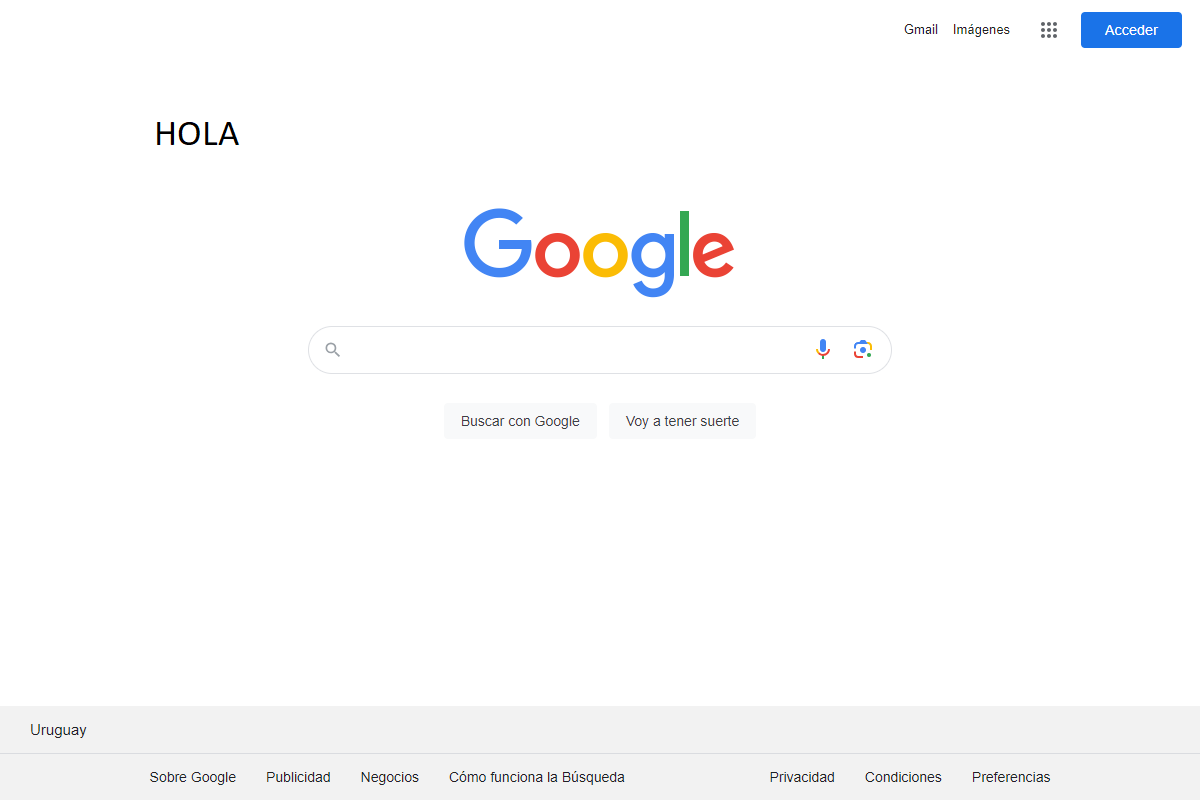 Gmail Imágenes Acceder
HOLA
Google
Buscar con Google Voy a tener suerte
Uruguay
Sobre Google Publicidad Negocios Cómo funciona la Búsqueda Privacidad Condiciones Preferencias